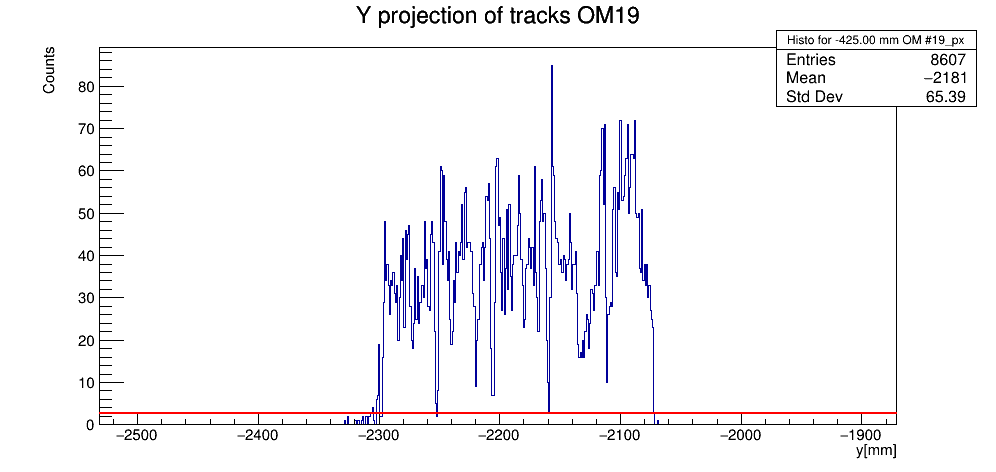 Y projection of tracks OM19
Histo for -425.00 mm OM #19_px
Entries 8607
Mean −2181
Std Dev 65.39
Counts
80
70
60
50
40
30
20
10
0
−2500 −2400 −2300 −2200 −2100 −2000 −1900
y[mm]